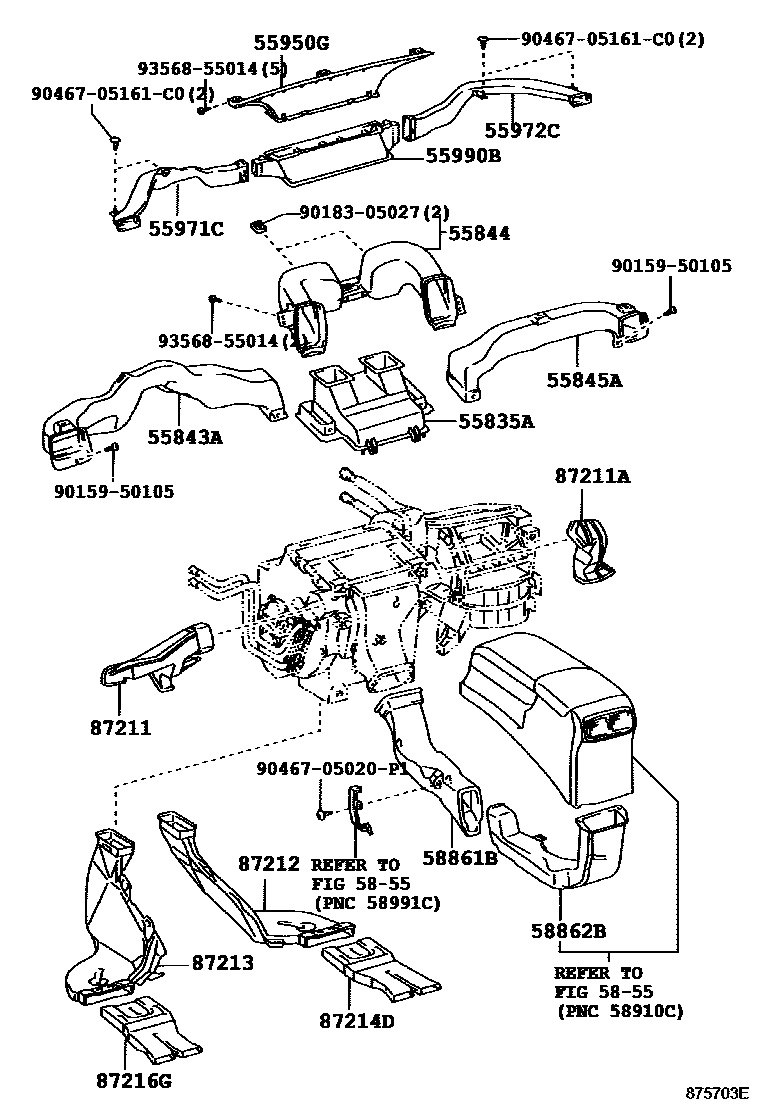 55950G
90467-05161-C0(2)
93568-55014(5)
90467-05161-C0(2)
55972C
55990B
55971C
90183-05027(2)
55844
90159-50105
93568-55014(
55845A
55835A
55843A
90159-50105
87211A
87211
90467-05020-P1
58861B
87212
REFER TO
FIG 58-55
(PNC 58991C)
58862B
87213
REFER TO
FIG 58-55
(PNC 58910C)
87214D
87216G
875703E